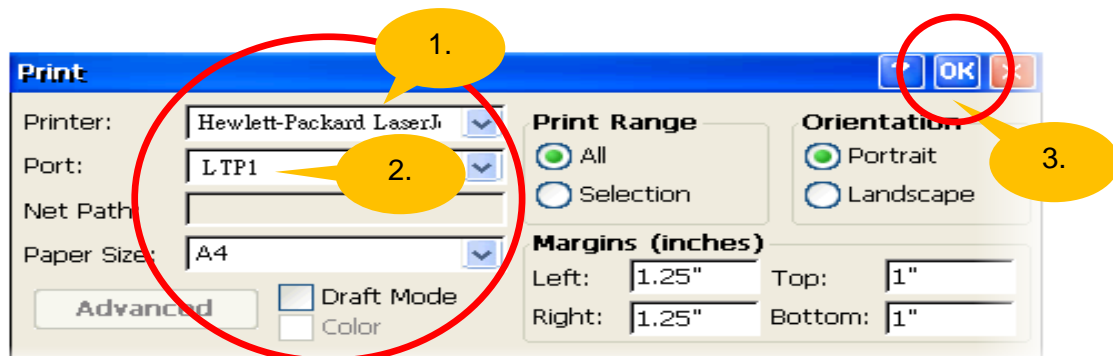 1.
Print ? OK ×
Printer: Hewlett-Packard LaserJ Print Range Orientation
Port: LTP1 2. All Portrait 3.
Net Path Selection Landscape
Paper Size: A4 Margins (inches)
Left: 1.25" Top: 1"
Advanced Draft Mode
Right: 1.25" Bottom: 1"
Color